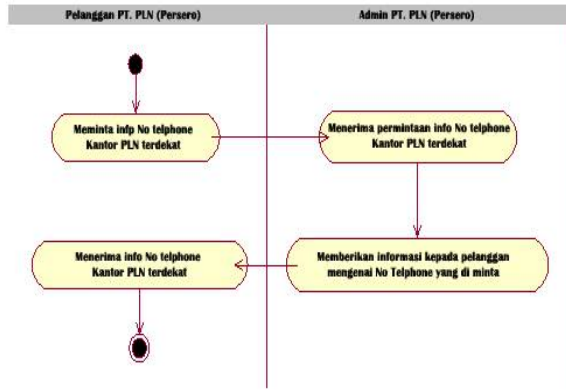 Pelanggan PT. PLN (Persero)
Admin PT. PLN (Persero)
Meminta infp No telphone
Kantor PLN terdekat
Menerima permintaan info No telphone
Kantor PLN terdekat
Menerima info No telphone
Kantor PLN terdekat
Memberikan informasi kepada pelanggan
mengenai No Telphone yang di minta